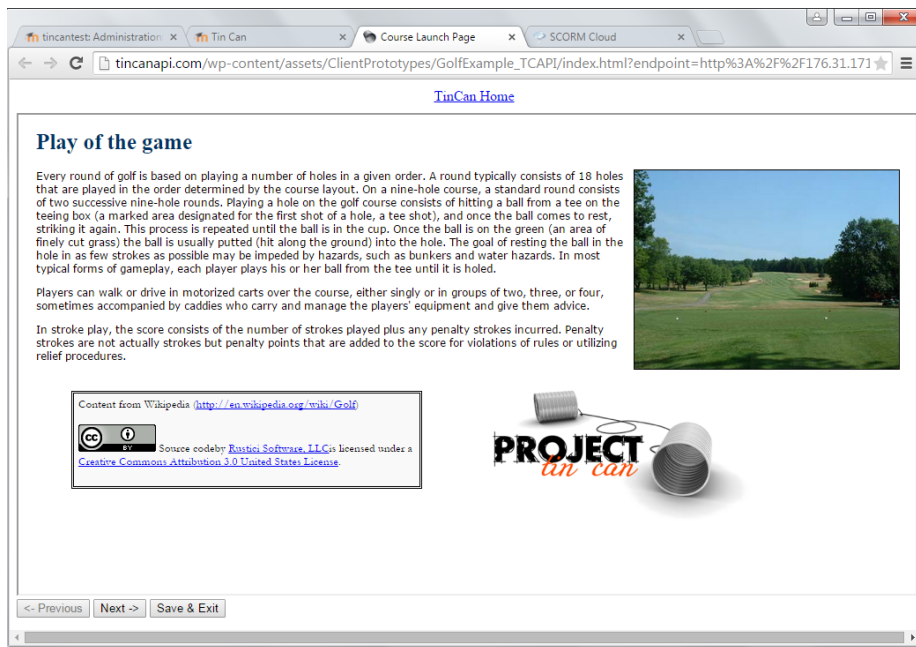 tincantest: Administration
Tin Can
Course Launch Page
SCORM Cloud
tincanapi.com/wp-content/assets/ClientPrototypes/GolfExample_TCAPI/index.html?endpoint=http%3A%2F%2F176.31.171
TinCan Home
Play of the game
Every round of golf is based on playing a number of holes in a given order. A round typically consists of 18 holes
that are played in the order determined by the course layout. On a nine-hole course, a standard round consists
of two successive nine-hole rounds. Playing a hole on the golf course consists of hitting a ball from a tee on the
teeing box (a marked area designated for the first shot of a hole, a tee shot), and once the ball comes to rest,
striking it again. This process is repeated until the ball is in the cup. Once the ball is on the green (an area of
finely cut grass) the ball is usually putted (hit along the ground) into the hole. The goal of resting the ball in the
hole in as few strokes as possible may be impeded by hazards, such as bunkers and water hazards. In most
typical forms of gameplay, each player plays his or her ball from the tee until it is holed.
Players can walk or drive in motorized carts over the course, either singly or in groups of two, three, or four,
sometimes accompanied by caddies who carry and manage the players' equipment and give them advice.
In stroke play, the score consists of the number of strokes played plus any penalty strokes incurred. Penalty
strokes are not actually strokes but penalty points that are added to the score for violations of rules or utilizing
relief procedures.
Content from Wikipedia (http://en.wikipedia.org/wiki/Golf)
cc BY Source codeby Rustici Software, LLCis licensed under a
Creative Commons Attribution 3.0 United States License.
PROJECT
tin can
<- Previous Next -> Save & Exit